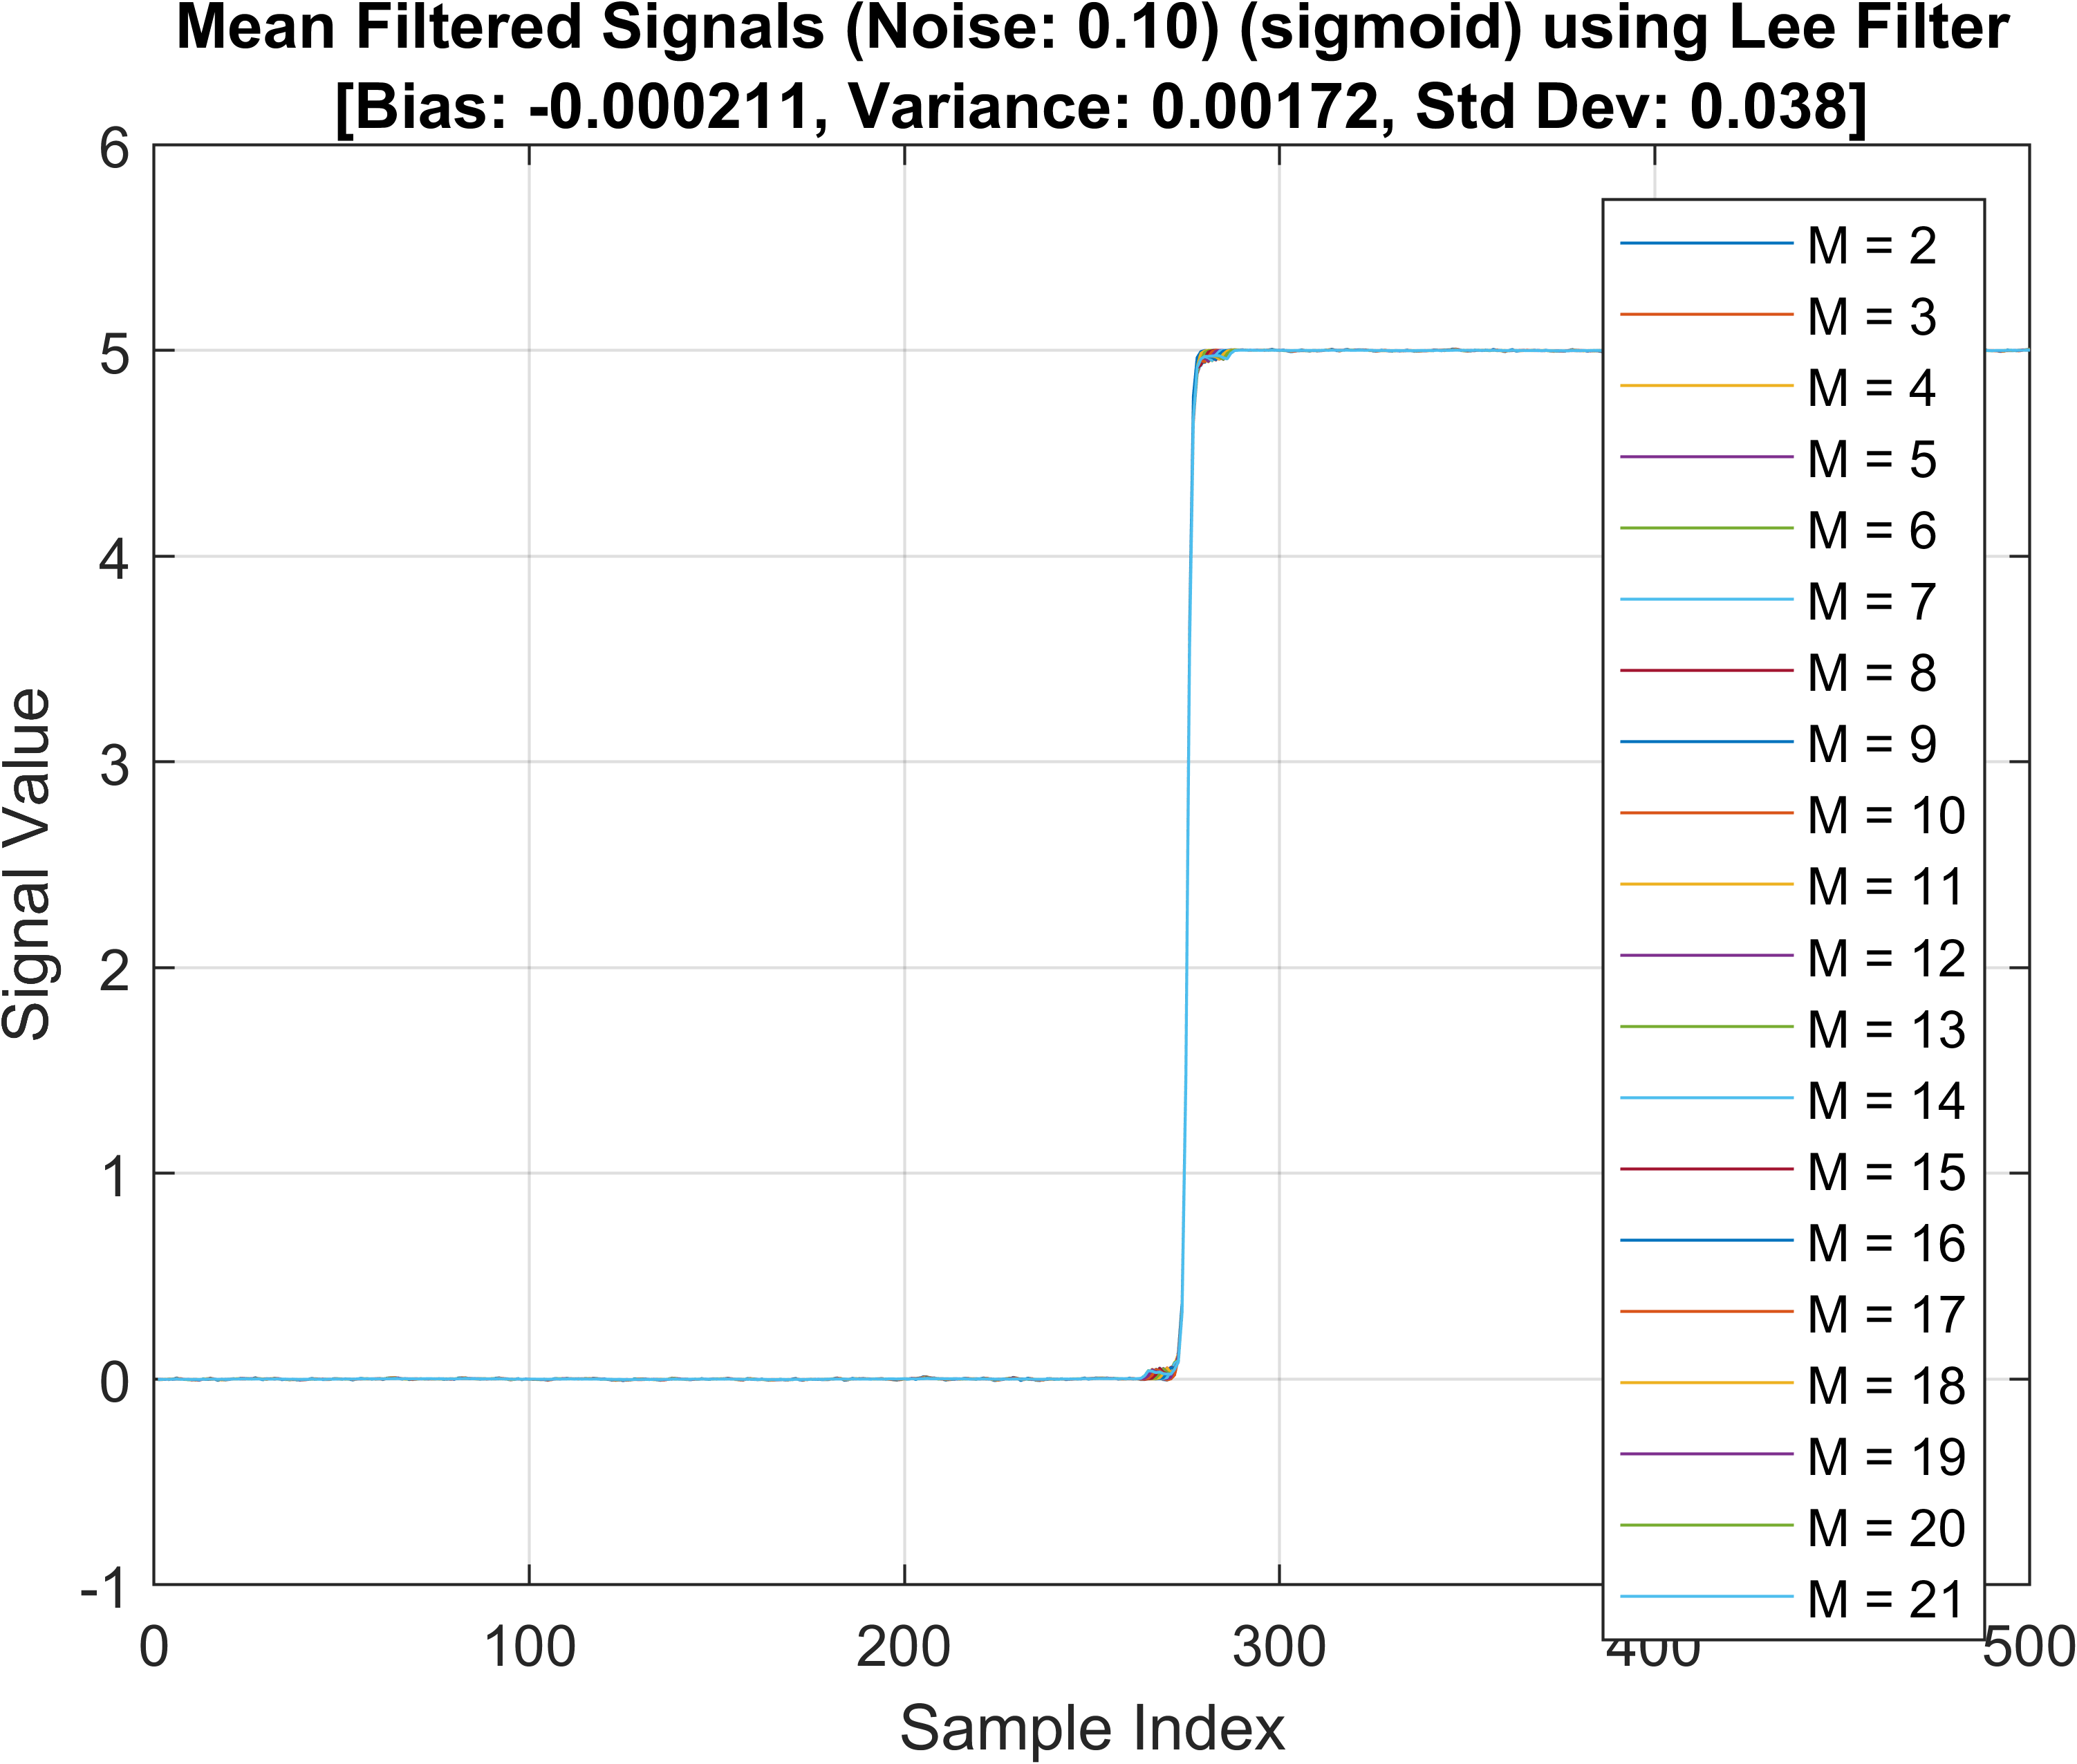 Mean Filtered Signals (Noise: 0.10) (sigmoid) using Lee Filter
[Bias: -0.000211, Variance: 0.00172, Std Dev: 0.038]
6
5
4
3
2
1
0
-1
Signal Value
M = 2
M = 3
M = 4
M = 5
M = 6
M = 7
M = 8
M = 9
M = 10
M = 11
M = 12
M = 13
M = 14
M = 15
M = 16
M = 17
M = 18
M = 19
M = 20
M = 21
0 100 200 300 400 500
Sample Index